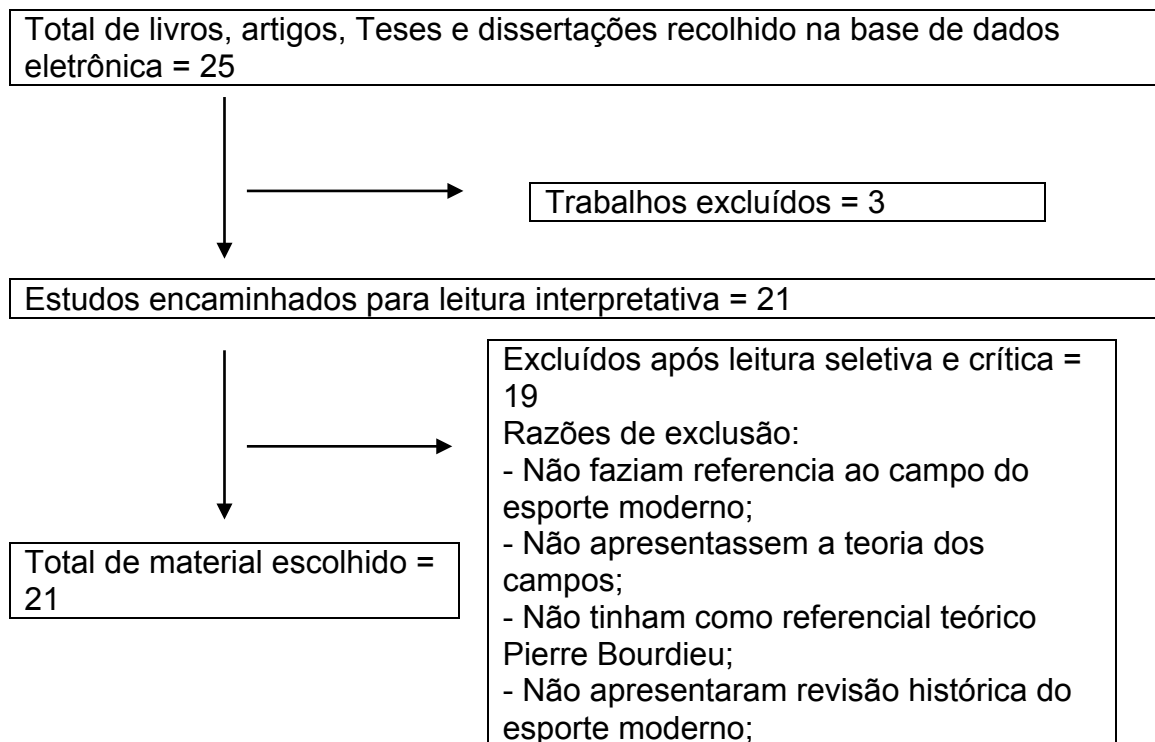 Total de livros, artigos, Teses e dissertações recolhido na base de dados
eletrônica = 25
Trabalhos excluídos = 3
Estudos encaminhados para leitura interpretativa = 21
Excluídos após leitura seletiva e crítica =
19
Razões de exclusão:
- Não faziam referencia ao campo do
esporte moderno;
- Não apresentassem a teoria dos
campos;
- Não tinham como referencial teórico
Pierre Bourdieu;
- Não apresentaram revisão histórica do
esporte moderno;
Total de material escolhido =
21